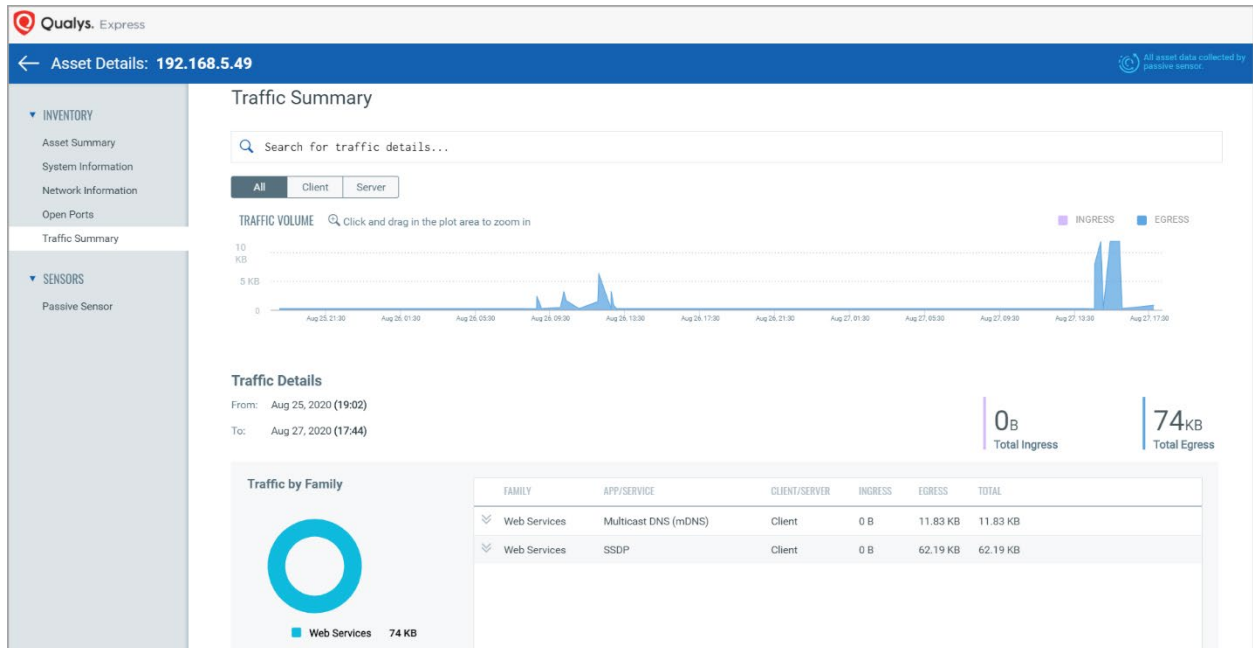 Qualys. Express
Asset Details: 192.168.5.49
All asset data collected by
passive sensor.
INVENTORY
Asset Summary
System Information
Network Information
Open Ports
Traffic Summary
SENSORS
Passive Sensor
Traffic Summary
Search for traffic details...
All Client Server
TRAFFIC VOLUME Click and drag in the plot area to zoom in
INGRESS EGRESS
10
KB
5 KB
0
Aug 25, 21:30 Aug 26, 01:30 Aug 26, 05:30 Aug 26, 09:30 Aug 26, 13:30 Aug 26, 17:30 Aug 26, 21:30 Aug 27, 01:30 Aug 27, 05:30 Aug 27, 09:30 Aug 27, 13:30 Aug 27, 17:30
Traffic Details
From: Aug 25, 2020 (19:02)
To: Aug 27, 2020 (17:44)
0B
Total Ingress
74KB
Total Egress
Traffic by Family
Web Services 74 KB
FAMILY APP/SERVICE CLIENT/SERVER INGRESS EGRESS TOTAL
Web Services Multicast DNS (mDNS) Client 0 B 11.83 KB 11.83 KB
Web Services SSDP Client 0 B 62.19 KB 62.19 KB